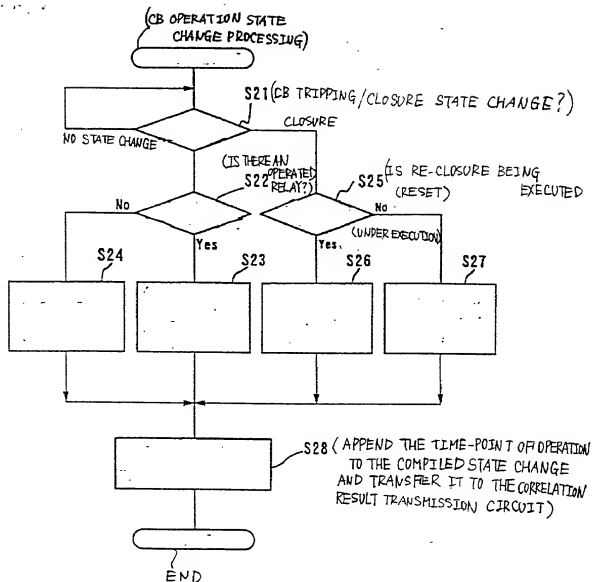 (CB OPERATION STATE
CHANGE PROCESSING)
S21 (CB TRIPPING/CLOSURE STATE CHANGE?)
CLOSURE
NO STATE CHANGE
(IS THERE AN
OPERATED
RELAY?)
S22
S25 (IS RE-CLOSURE BEING
EXECUTED
(RESET)
No
No
(UNDER EXECUTION)
Yes
Yes.
S24
S23
S26
S27
S28 (APPEND THE TIME-POINT OF OPERATION
TO THE COMPILED STATE CHANGE
AND TRANSFER IT TO THE CORRELATION
RESULT TRANSMISSION CIRCUIT)
END